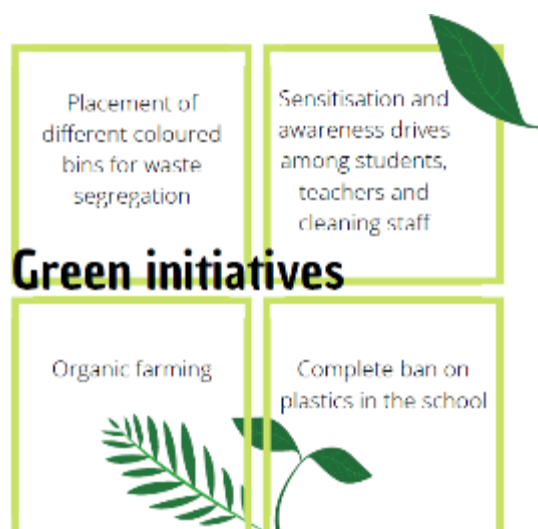 Placement of
different coloured
bins for waste
segregation
Sensitisation and
awareness drives
among students,
teachers and
cleaning staff
Green initiatives
Organic farming
Complete ban on
plastics in the school